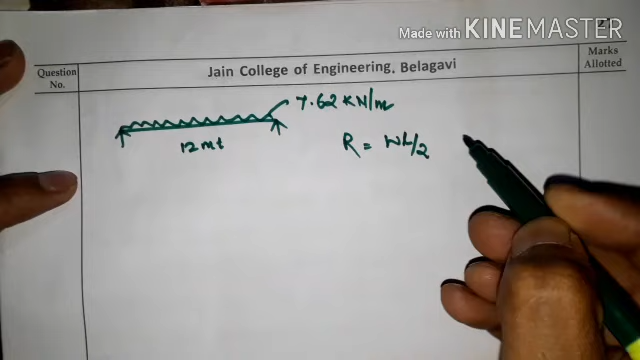 Made with KINEMASTER
Question No.
Jain College of Engineering, Belagavi
Marks Allotted
7.62 KN/m
12 mt
R = WL/2